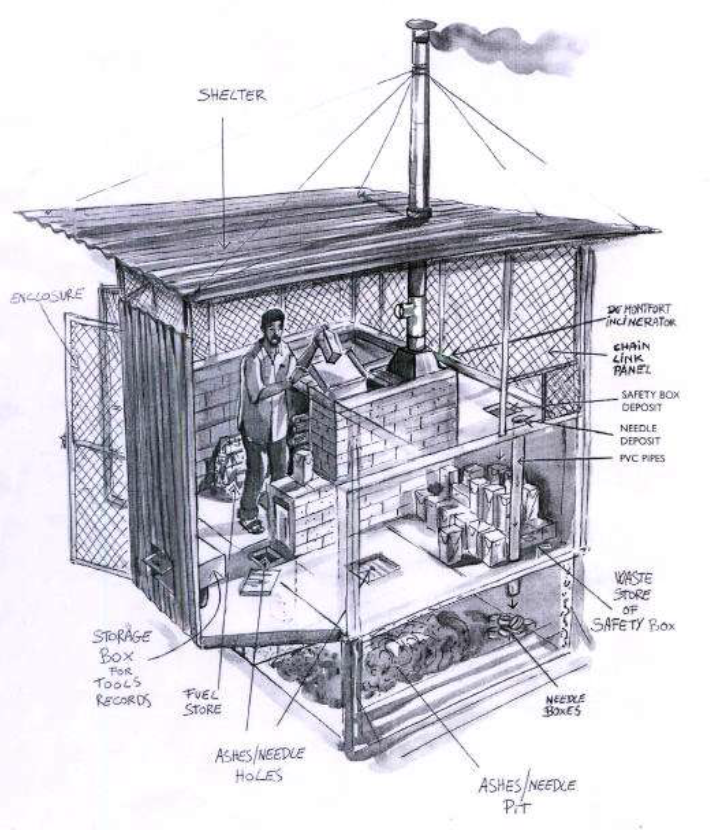 SHELTER
ENCLOSURE
DE MONTFORT
INCINERATOR
CHAIN
LINK
PANEL
SAFETY BOX
DEPOSIT
NEEDLE
DEPOSIT
PVC PIPES
WASTE
STORE
OF
SAFETY BOX
STORAGE
BOX
FOR
TOOLS
RECORDS
FUEL
STORE
NEEDLE
BOXES
ASHES/NEEDLE
HOLES
ASHES/NEEDLE
PiT